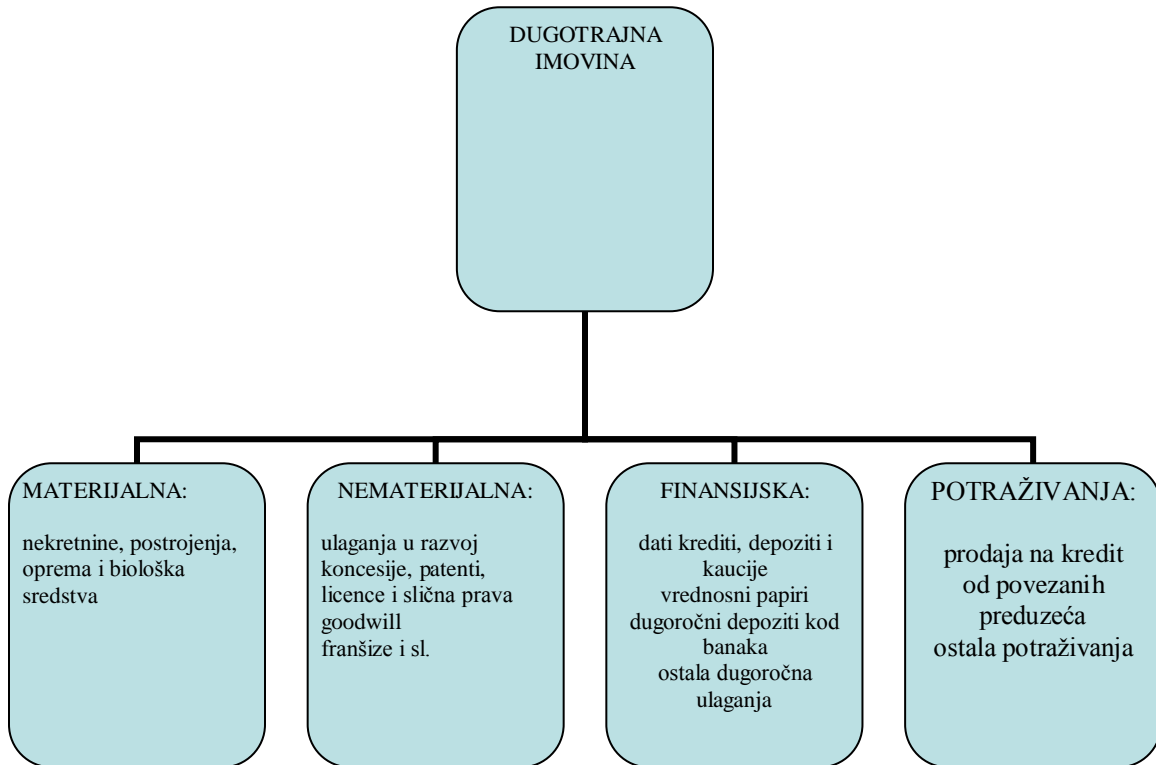 DUGOTRAJNA
IMOVINA
MATERIJALNA:
nekretnine, postrojenja,
oprema i biološka
sredstva
NEMATERIJALNA:
ulaganja u razvoj
koncesije, patenti,
licence i slična prava
goodwill
franšize i sl.
FINANSIJSKA:
dati krediti, depoziti i
kaucije
vrednosni papiri
dugoročni depoziti kod
banaka
ostala dugoročna
ulaganja
POTRAŽIVANJA:
prodaja na kredit
od povezanih
preduzeća
ostala potraživanja